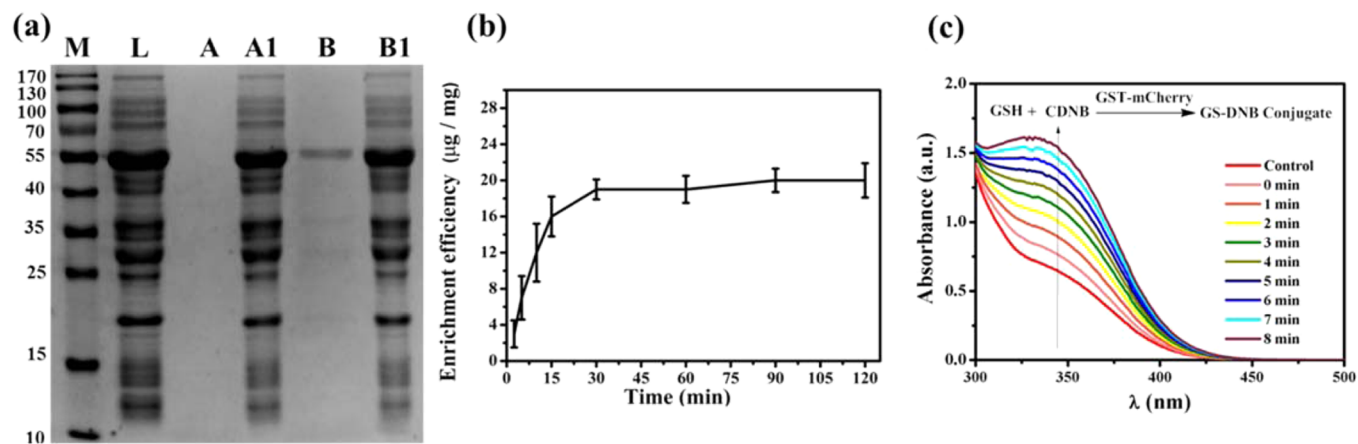 (a)
M L A A1 B B1
170
130
100
70
55
40
35
25
15
10
(b)
Enrichment efficiency (μg / mg)
28
24
20
16
12
8
4
0
0 15 30 45 60 75 90 105 120
Time (min)
(c)
Absorbance (a.u.)
2.0
1.5
1.0
0.5
0.0
GST-mCherry
GSH + CDNB GS-DNB Conjugate
Control
0 min
1 min
2 min
3 min
4 min
5 min
6 min
7 min
8 min
300 350 400 450 500
λ (nm)